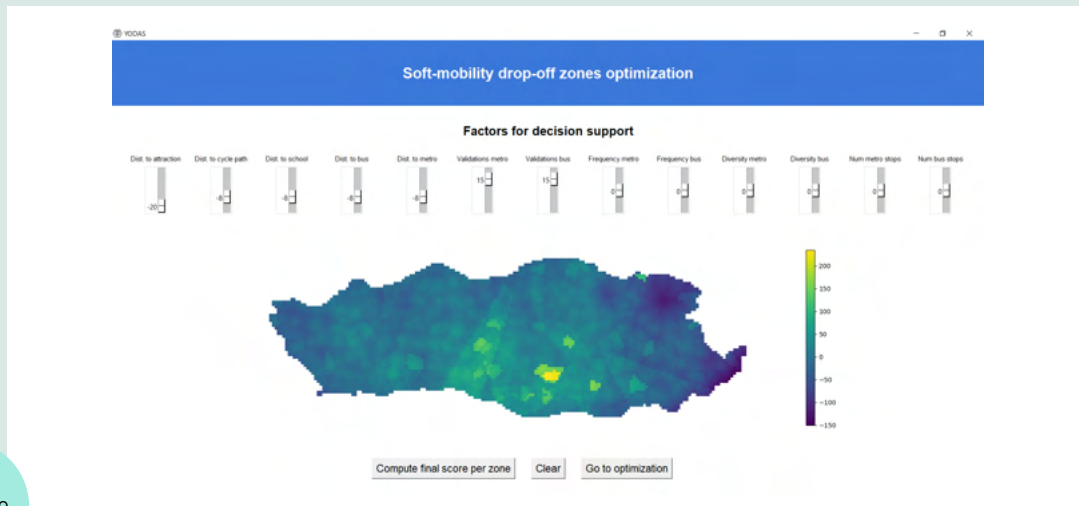 YODAS
Soft-mobility drop-off zones optimization
Factors for decision support
Dist. to attraction Dist. to cycle path Dist. to school Dist. to bus Dist. to metro Validations metro Validations bus Frequency metro Frequency bus Diversity metro Diversity bus Num metro stops Num bus stops
-20 -8 -8 -8 -8 15 15 0 0 0 0 0 0
200
150
100
50
0
−50
−100
−150
Compute final score per zone Clear Go to optimization